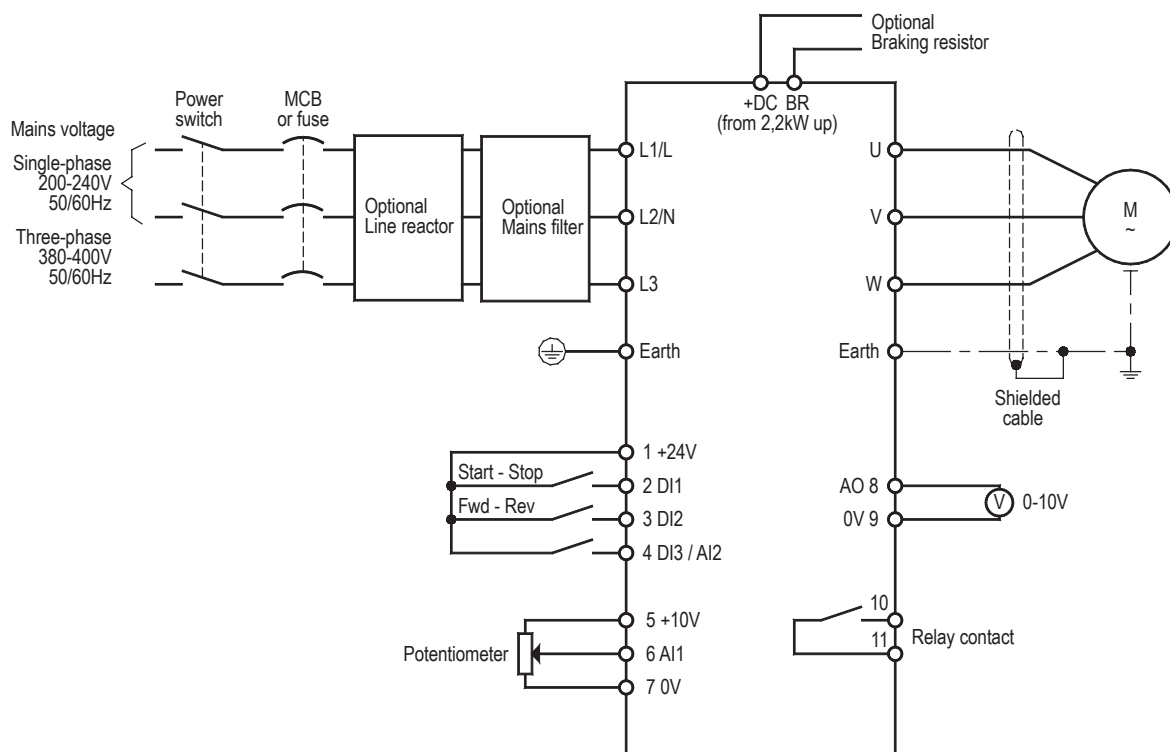 Optional
Braking resistor
+DC BR
(from 2,2kW up)
Power
switch
MCB
or fuse
Mains voltage
Single-phase
200-240V
50/60Hz
Three-phase
380-400V
50/60Hz
Optional
Line reactor
Optional
Mains filter
L1/L
L2/N
L3
Earth
U
V
W
Earth
M
~
Shielded
cable
1 +24V
Start - Stop
2 DI1
Fwd - Rev
3 DI2
4 DI3 / AI2
AO 8
V
0-10V
0V 9
Potentiometer
5 +10V
6 AI1
7 0V
10
11
Relay contact